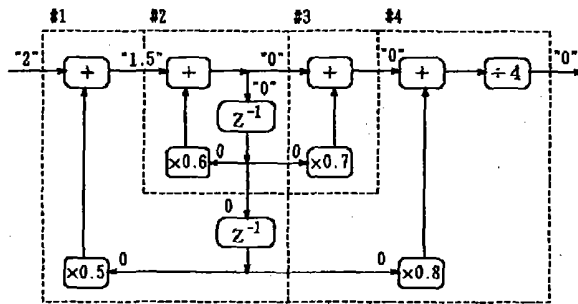 #1 #2 #3 #4
"2" + "1.5" + "0" + "0" + ÷4 "0"
"0"
Z⁻¹
×0.6 0 0 ×0.7
0
Z⁻¹
×0.5 0 0 ×0.8